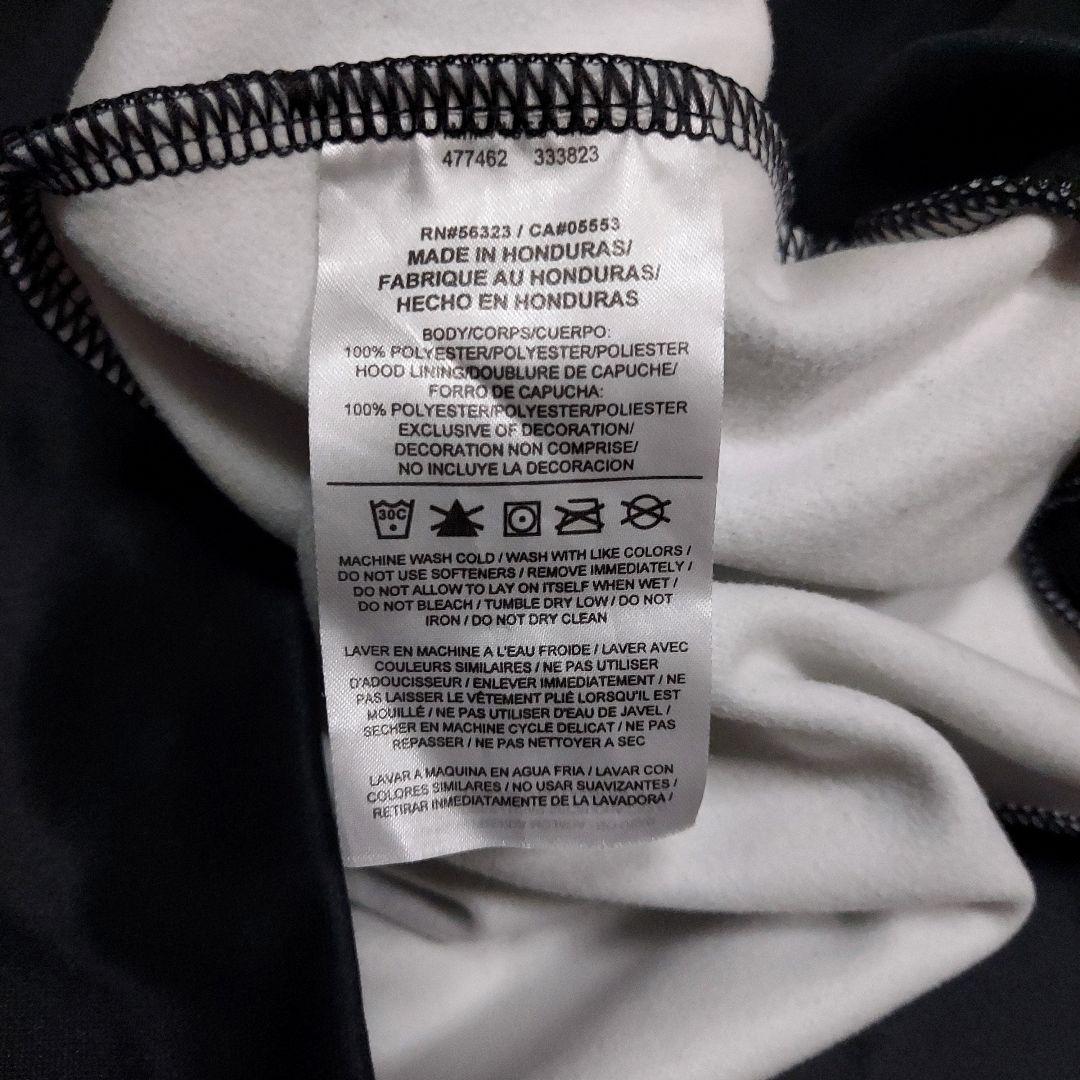 477462 333823
RN#56323 / CA#05553
MADE IN HONDURAS/
FABRIQUE AU HONDURAS/
HECHO EN HONDURAS
BODY/CORPS/CUERPO:
100% POLYESTER/POLYESTER/POLIESTER
HOOD LINING/DOUBLURE DE CAPUCHE/
FORRO DE CAPUCHA:
100% POLYESTER/POLYESTER/POLIESTER
EXCLUSIVE OF DECORATION/
DECORATION NON COMPRISE/
NO INCLUYE LA DECORACION
30C
MACHINE WASH COLD / WASH WITH LIKE COLORS /
DO NOT USE SOFTENERS / REMOVE IMMEDIATELY /
DO NOT ALLOW TO LAY ON ITSELF WHEN WET /
DO NOT BLEACH / TUMBLE DRY LOW / DO NOT
IRON / DO NOT DRY CLEAN
LAVER EN MACHINE A L'EAU FROIDE / LAVER AVEC
COULEURS SIMILAIRES / NE PAS UTILISER
D'ADOUCISSEUR / ENLEVER IMMEDIATEMENT / NE
PAS LAISSER LE VÊTEMENT PLIÉ LORSQU'IL EST
MOUILLÉ / NE PAS UTILISER D'EAU DE JAVEL /
SECHER EN MACHINE CYCLE DELICAT / NE PAS
REPASSER / NE PAS NETTOYER A SEC
LAVAR A MAQUINA EN AGUA FRIA / LAVAR CON
COLORES SIMILARES / NO USAR SUAVIZANTES /
RETIRAR INMEDIATAMENTE DE LA LAVADORA /